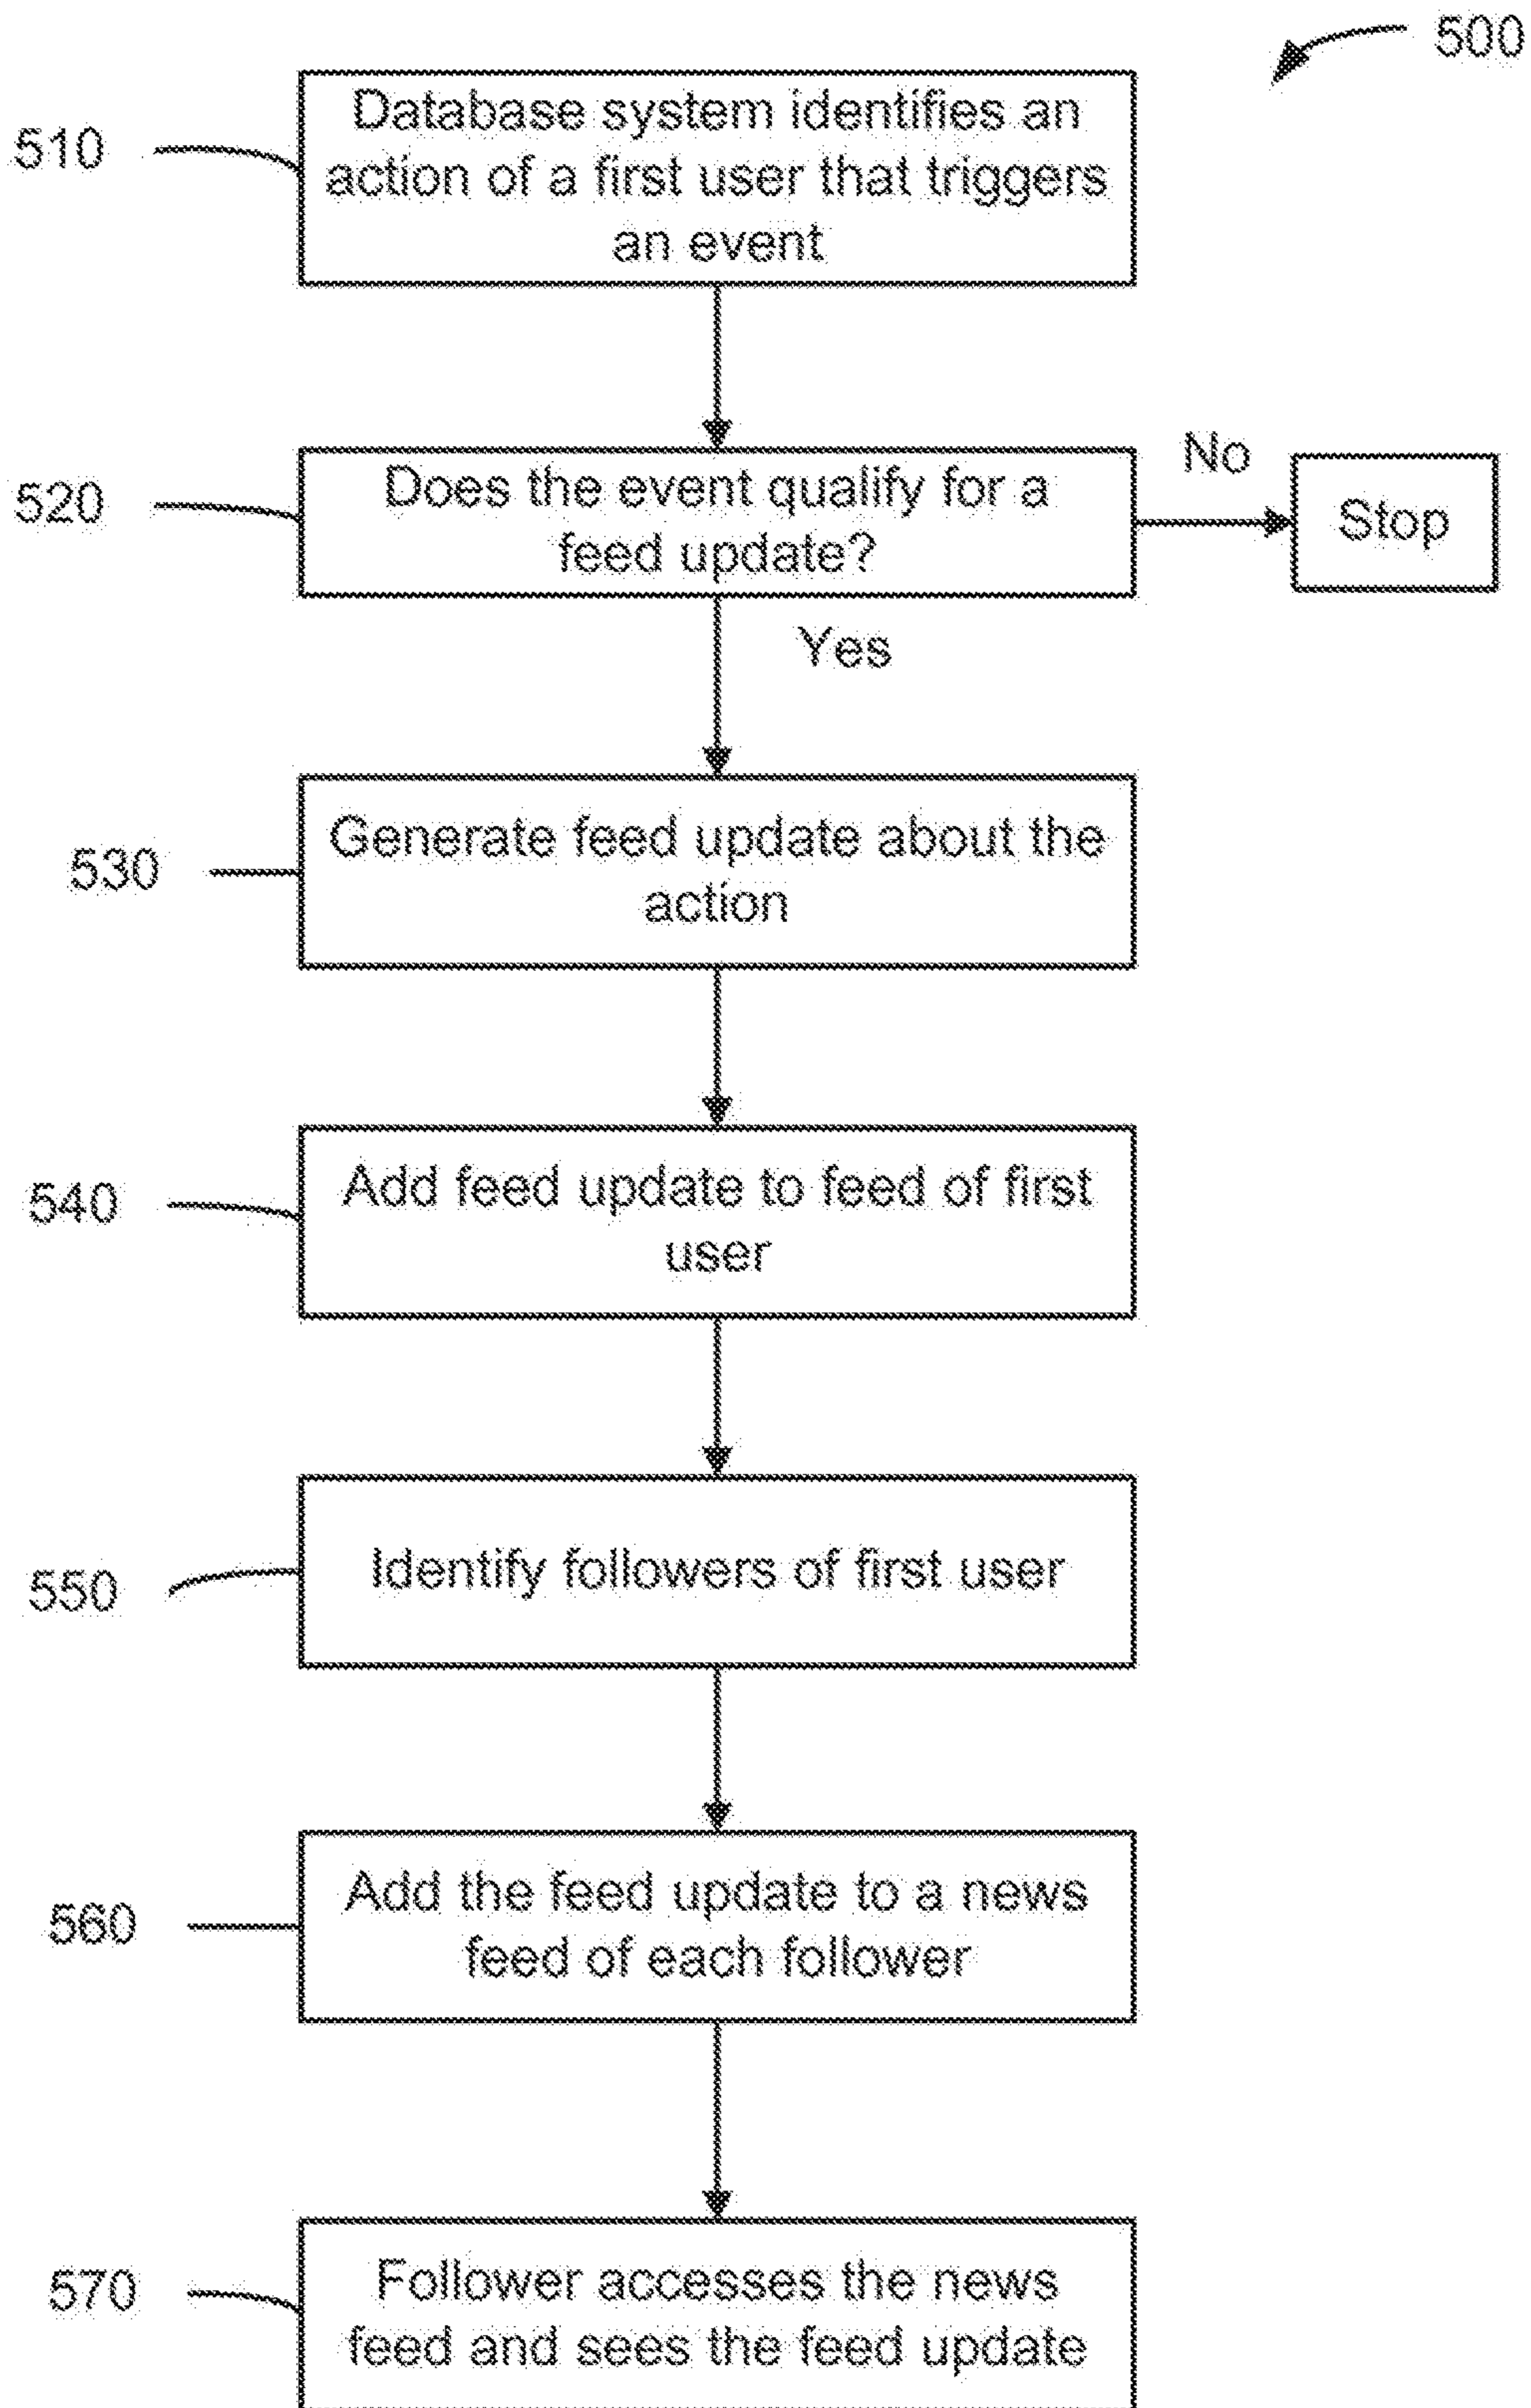 500
510
Database system identifies an
action of a first user that triggers
an event
520
Does the event qualify for a
feed update?
No
Stop
Yes
530
Generate feed update about the
action
540
Add feed update to feed of first
user
550
Identify followers of first user
560
Add the feed update to a news
feed of each follower
570
Follower accesses the news
feed and sees the feed update